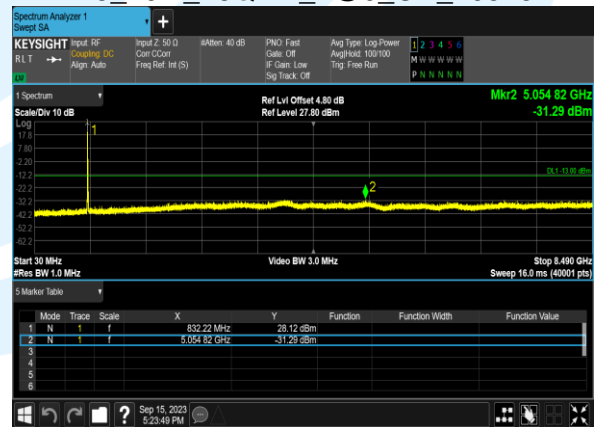 Spectrum Analyzer 1
Swept SA
KEYSIGHT
R L T
LW
Input: RF
Coupling: DC
Align: Auto
Input Z: 50 Ω
Corr CCorr
Freq Ref: Int (S)
#Atten: 40 dB
PNO: Fast
Gate: Off
IF Gain: Low
Sig Track: Off
Avg Type: Log-Power
Avg|Hold: 100/100
Trig: Free Run
1 2 3 4 5 6
M W W W W W
P N N N N N
1 Spectrum
Scale/Div 10 dB
Ref Lvl Offset 4.80 dB
Ref Level 27.80 dBm
Mkr2 5.054 82 GHz
-31.29 dBm
Log
1
17.8
7.80
-2.20
DL1 -13.00 dBm
-12.2
-22.2
2
-32.2
-42.2
-52.2
-62.2
Start 30 MHz
#Res BW 1.0 MHz
Video BW 3.0 MHz
Stop 8.490 GHz
Sweep 16.0 ms (40001 pts)
5 Marker Table
Mode Trace Scale X Y Function Function Width Function Value
1 N 1 f 832.22 MHz 28.12 dBm
2 N 1 f 5.054 82 GHz -31.29 dBm
3
4
5
6
?
Sep 15, 2023
5:23:49 PM